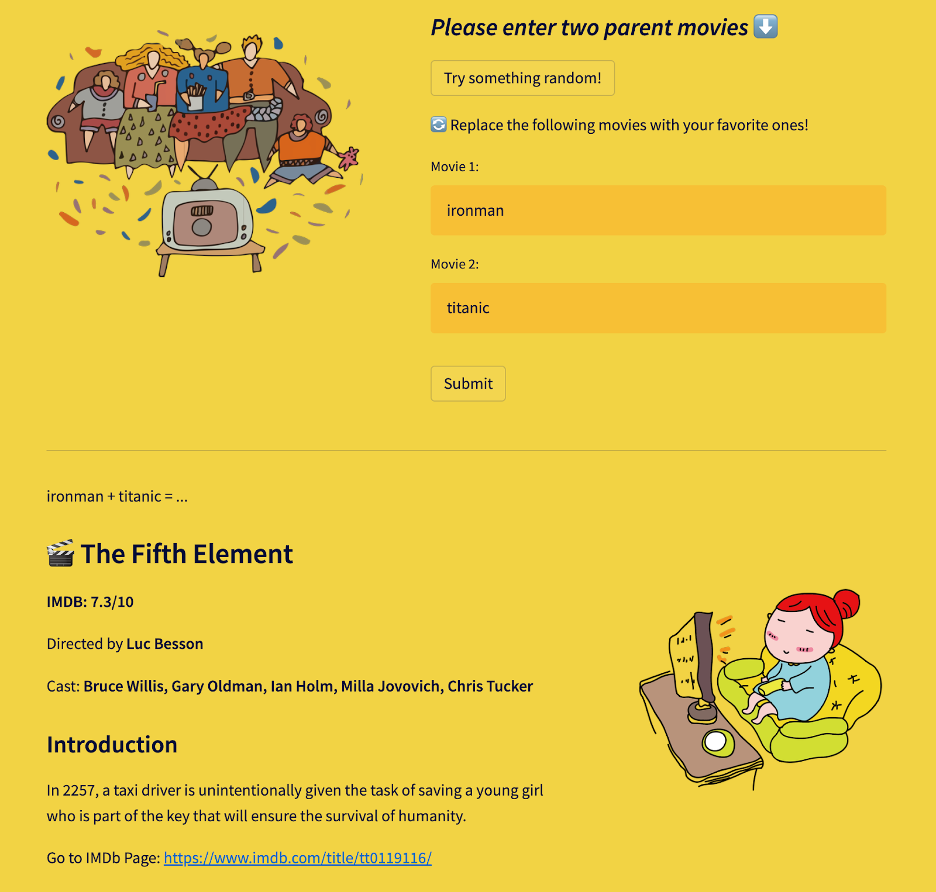 Please enter two parent movies ⬇️
Try something random!
🔄 Replace the following movies with your favorite ones!
Movie 1:
ironman
Movie 2:
titanic
Submit
ironman + titanic = ...
🎬 The Fifth Element
IMDB: 7.3/10
Directed by Luc Besson
Cast: Bruce Willis, Gary Oldman, Ian Holm, Milla Jovovich, Chris Tucker
Introduction
In 2257, a taxi driver is unintentionally given the task of saving a young girl
who is part of the key that will ensure the survival of humanity.
Go to IMDb Page: https://www.imdb.com/title/tt0119116/